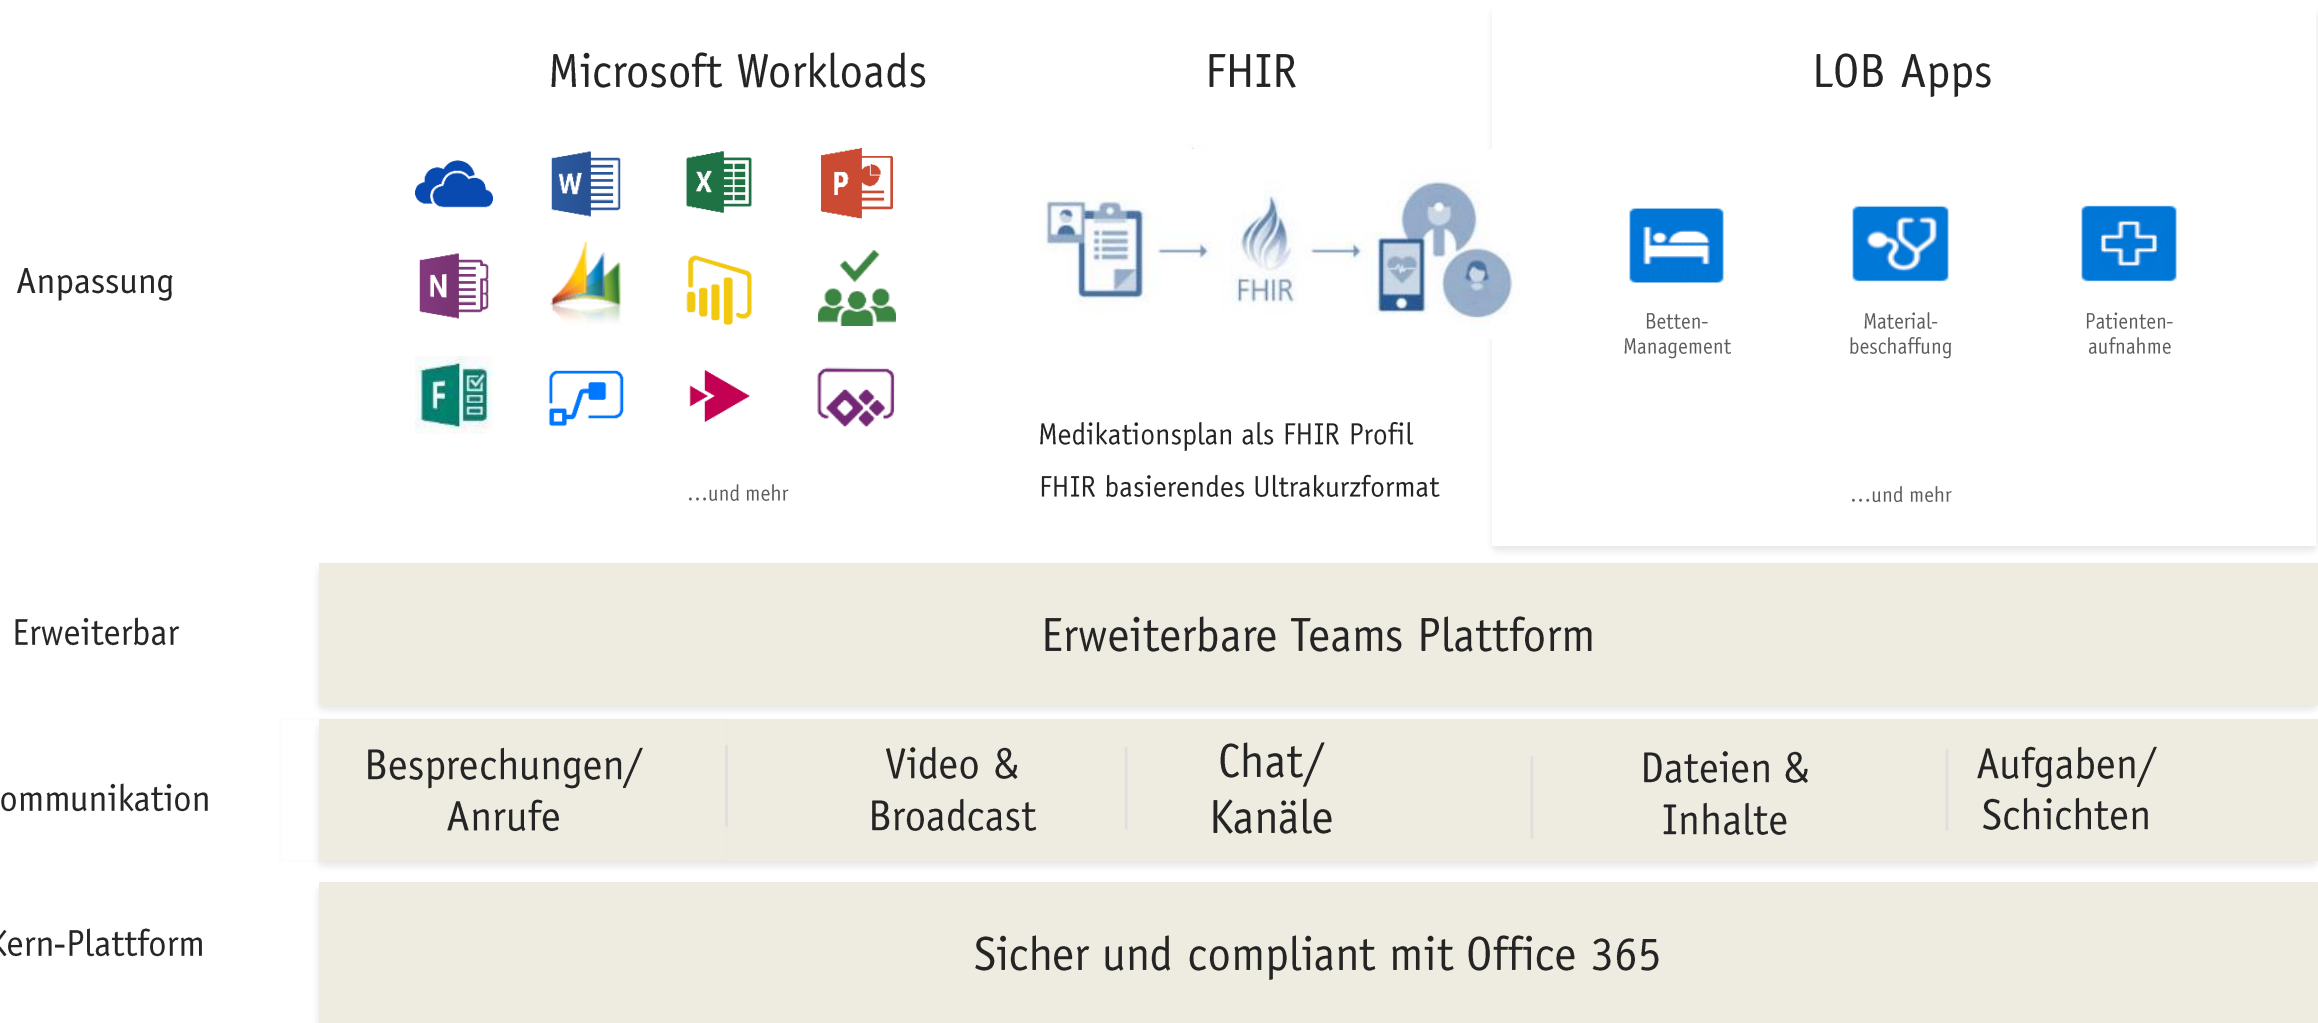 Microsoft Workloads
FHIR
LOB Apps
W
X
P
N
F
FHIR
Anpassung
Betten-
Management
Material-
beschaffung
Patienten-
aufnahme
Medikationsplan als FHIR Profil
FHIR basierendes Ultrakurzformat
...und mehr
...und mehr
Erweiterbar
Erweiterbare Teams Plattform
ommunikation
Besprechungen/
Anrufe
Video &
Broadcast
Chat/
Kanäle
Dateien &
Inhalte
Aufgaben/
Schichten
Kern-Plattform
Sicher und compliant mit Office 365